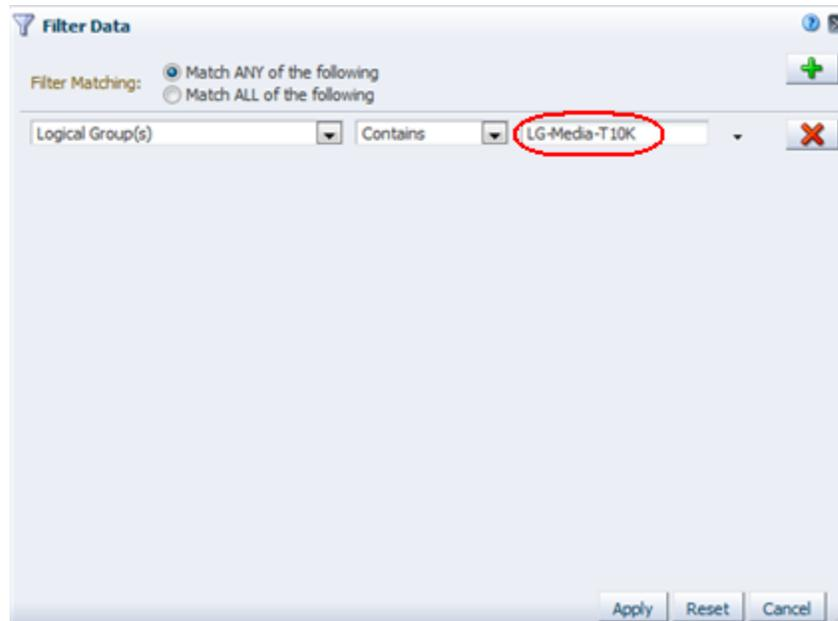 Filter Data
Filter Matching:
Match ANY of the following
Match ALL of the following
Logical Group(s) Contains LG-Media-T10K
Apply Reset Cancel